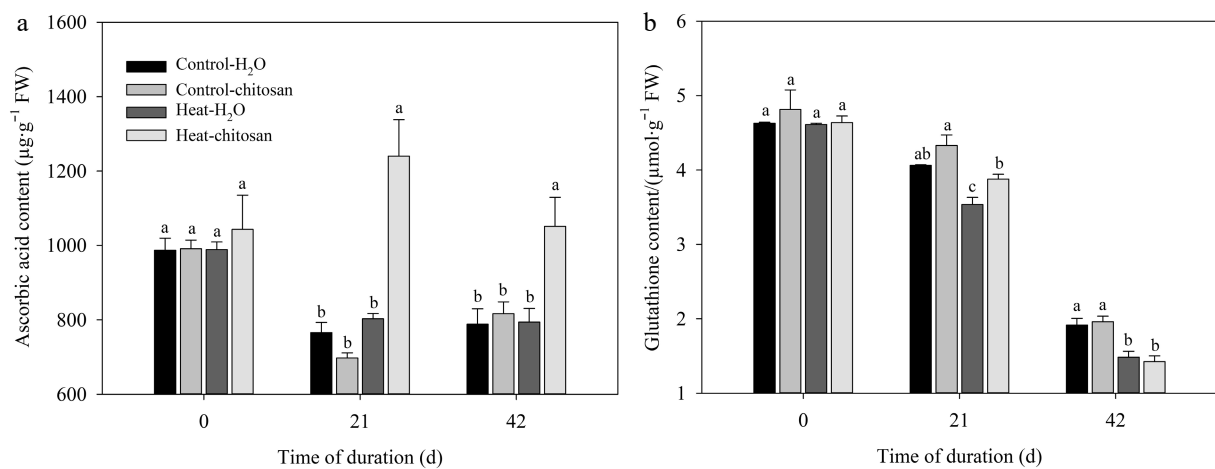 a
1600
1400
1200
1000
800
600
Ascorbic acid content (µg·g⁻¹ FW)
Control-H₂O
Control-chitosan
Heat-H₂O
Heat-chitosan
a a a a
b b b a
b b b a
0 21 42
Time of duration (d)
b
6
5
4
3
2
1
Glutathione content/(µmol·g⁻¹ FW)
a a a a
ab a c b
a a b b
0 21 42
Time of duration (d)